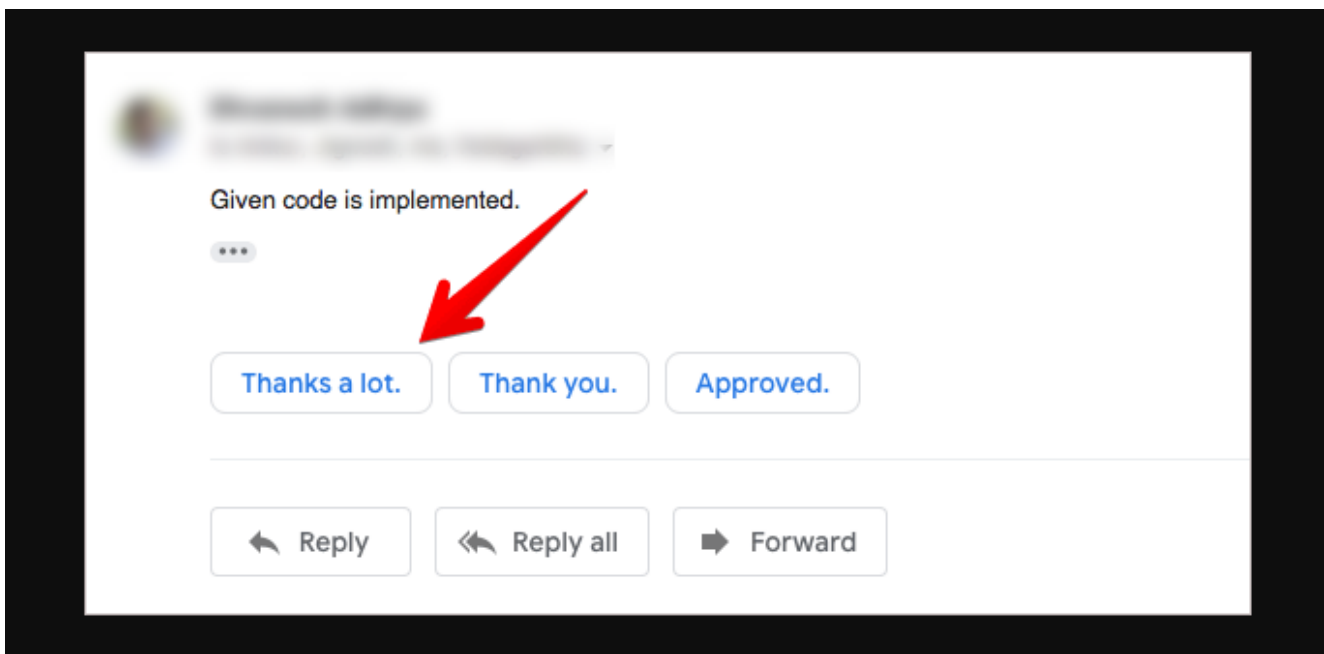 Given code is implemented.
Thanks a lot. Thank you. Approved.
Reply Reply all Forward